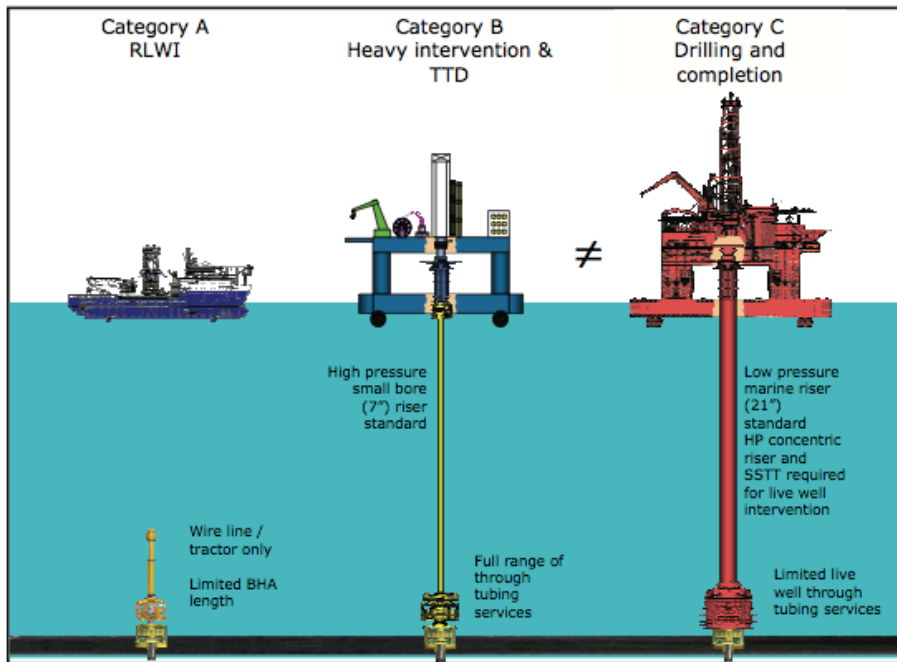 Category A
RLWI
Category B
Heavy intervention &
TTD
Category C
Drilling and
completion
≠
High pressure
small bore
(7") riser
standard
Low pressure
marine riser
(21")
standard
HP concentric
riser and
SSTT required
for live well
intervention
Wire line /
tractor only
Limited BHA
length
Full range of
through
tubing
services
Limited live
well through
tubing services